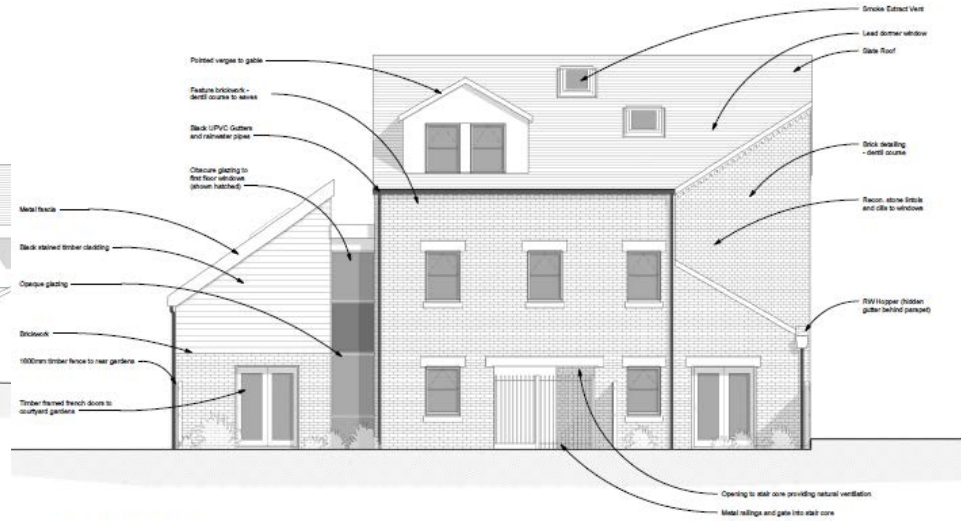 Smoke Extract Vent
Lead dormer window
Slate Roof
Pointed verges to gable
Feature brickwork -
dentil course to eaves
Black UPVC Gutters
and rainwater pipes
Obscure glazing to
first floor windows
(shown hatched)
Brick detailing
- dentil course
Recon. stone lintols
and cills to windows
Metal fascia
Black stained timber cladding
Opaque glazing
RW Hopper (hidden
gutter behind parapet)
Brickwork
1800mm timber fence to rear gardens
Timber framed french doors to
courtyard gardens
Opening to stair core providing natural ventilation
Metal railings and gate into stair core